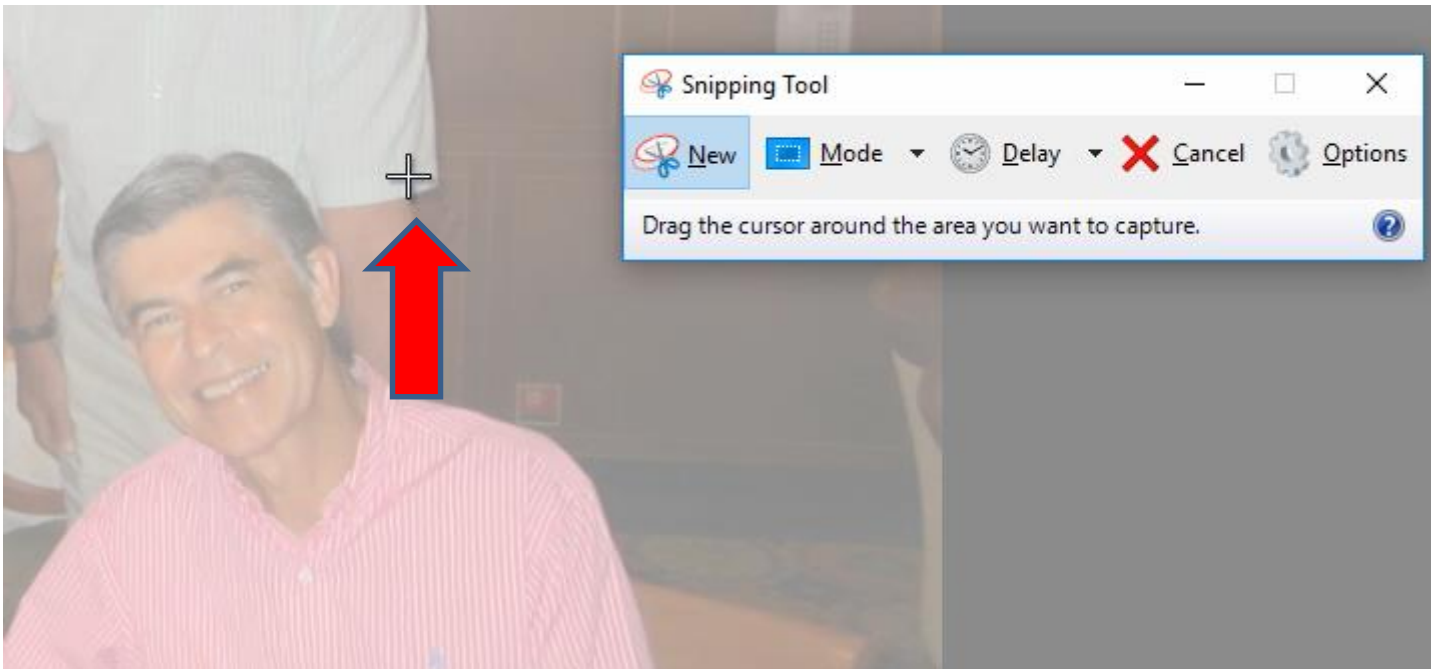 Snipping Tool
New Mode Delay Cancel Options
Drag the cursor around the area you want to capture.